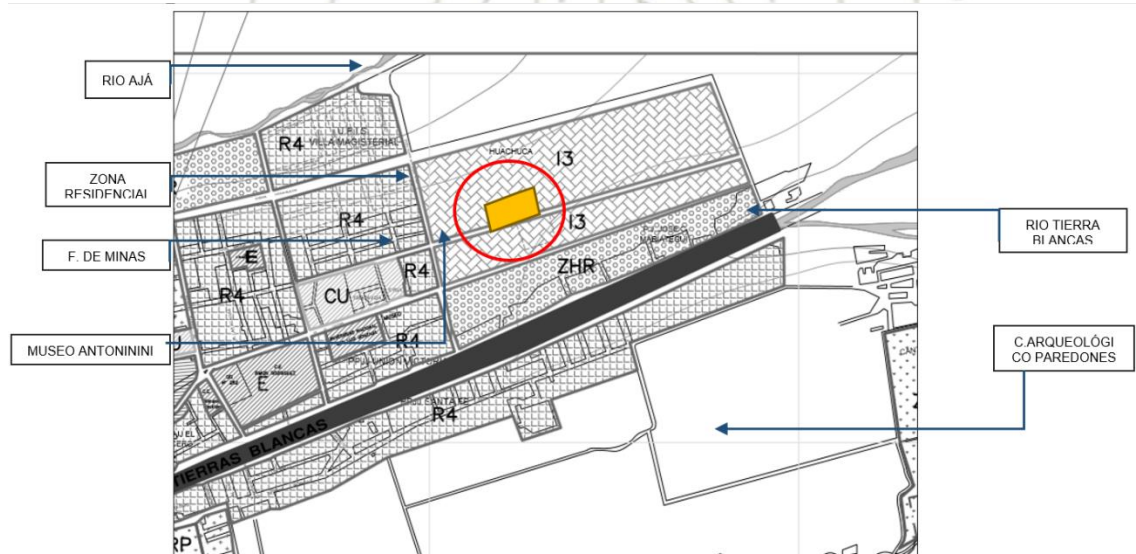 RIO AJÁ
ZONA
RESIDENCIAL
F. DE MINAS
MUSEO ANTONININI
RIO TIERRA
BLANCAS
C.ARQUEOLÓGI
CO PAREDONES
U.P.I.S.
VILLA MAGISTERIAL
R4
HUACHUCA
I3
R4
I3
E
R4
R4
CU
ZHR
R4
E
R4
TIERRAS BLANCAS
RP